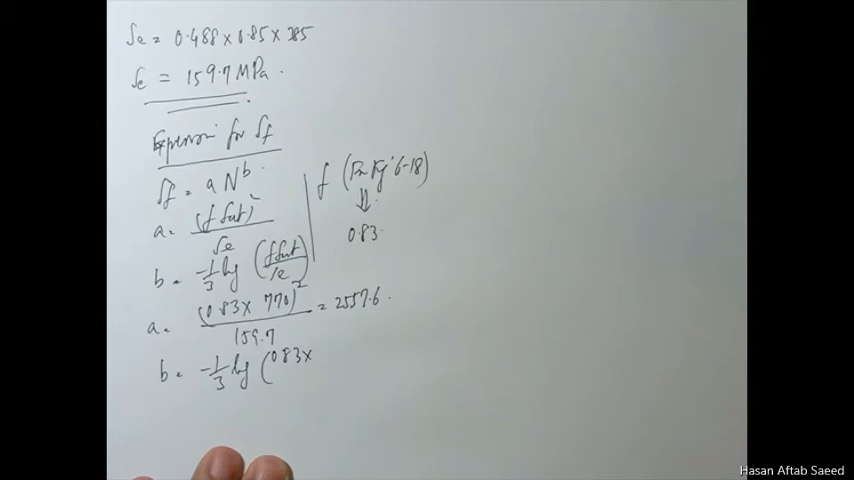 Se = 0.488 x 0.85 x 385
Se = 159.7 MPa.
Expression for Sf
Sf = a N^b
a = (f Sut)^2 / Se
b = -1/3 log (f Sut / Se)
f (Fr Fig 6-18)
⇓
0.83
a = (0.83 x 770)^2 / 159.7 = 2557.6
b = -1/3 log (0.83 x
Hasan Aftab Saeed